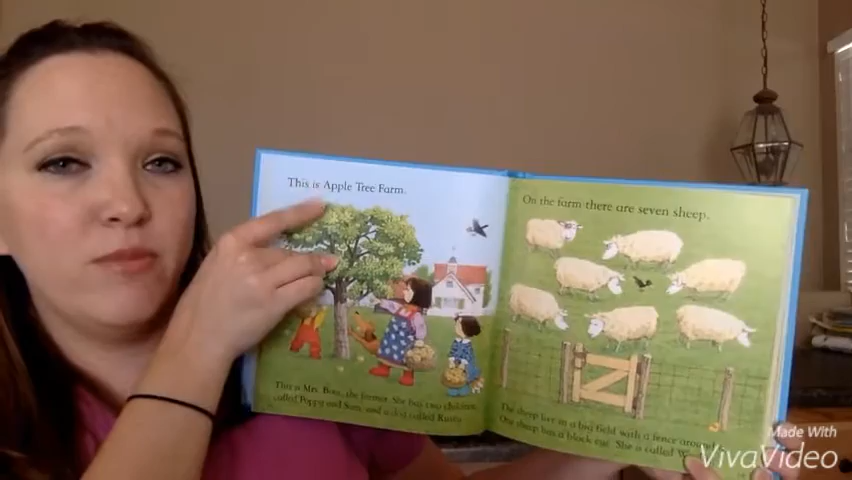 This is Apple Tree Farm.
This is Mrs. Boot, the farmer. She has two children,
called Poppy and Sam, and a dog called Rusty.
On the farm there are seven sheep.
The sheep live in a big field with a fence around
One sheep has a black ear. She is called
Made With
VivaVideo